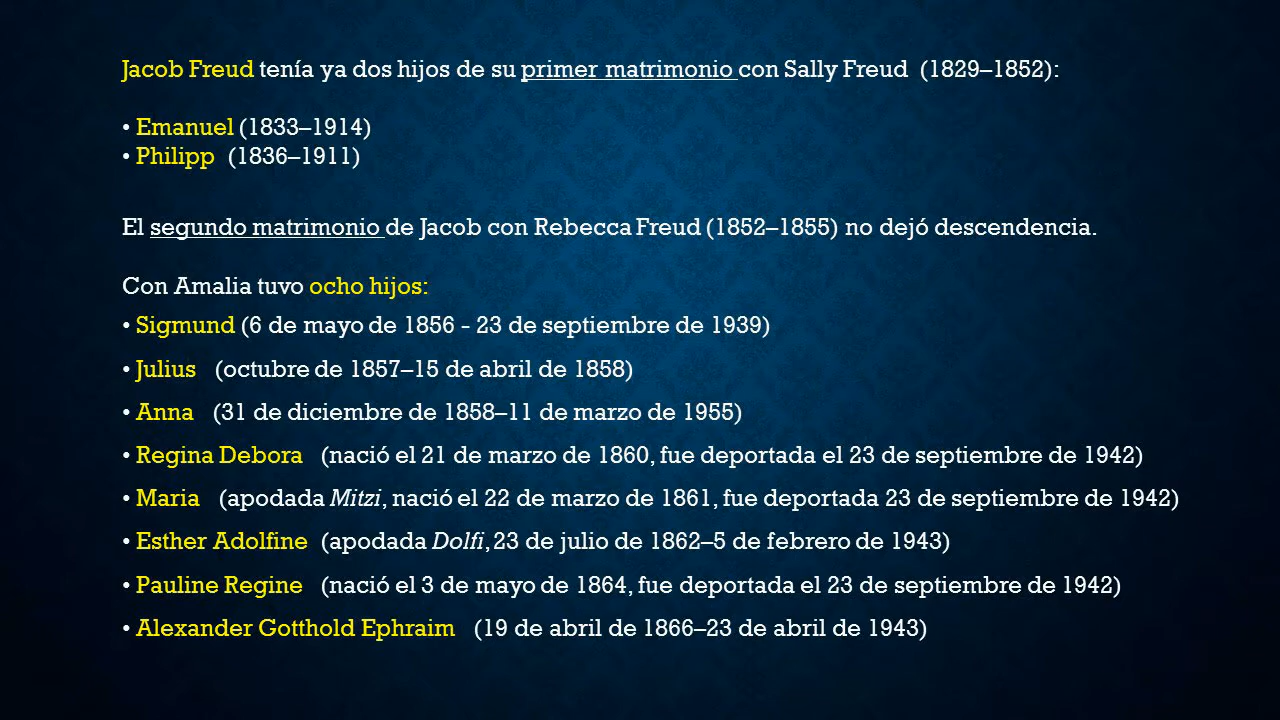 Jacob Freud tenía ya dos hijos de su primer matrimonio con Sally Freud (1829–1852):
• Emanuel (1833–1914)
• Philipp (1836–1911)
El segundo matrimonio de Jacob con Rebecca Freud (1852–1855) no dejó descendencia.
Con Amalia tuvo ocho hijos:
• Sigmund (6 de mayo de 1856 - 23 de septiembre de 1939)
• Julius (octubre de 1857–15 de abril de 1858)
• Anna (31 de diciembre de 1858–11 de marzo de 1955)
• Regina Debora (nació el 21 de marzo de 1860, fue deportada el 23 de septiembre de 1942)
• Maria (apodada Mitzi, nació el 22 de marzo de 1861, fue deportada 23 de septiembre de 1942)
• Esther Adolfine (apodada Dolfi, 23 de julio de 1862–5 de febrero de 1943)
• Pauline Regine (nació el 3 de mayo de 1864, fue deportada el 23 de septiembre de 1942)
• Alexander Gotthold Ephraim (19 de abril de 1866–23 de abril de 1943)